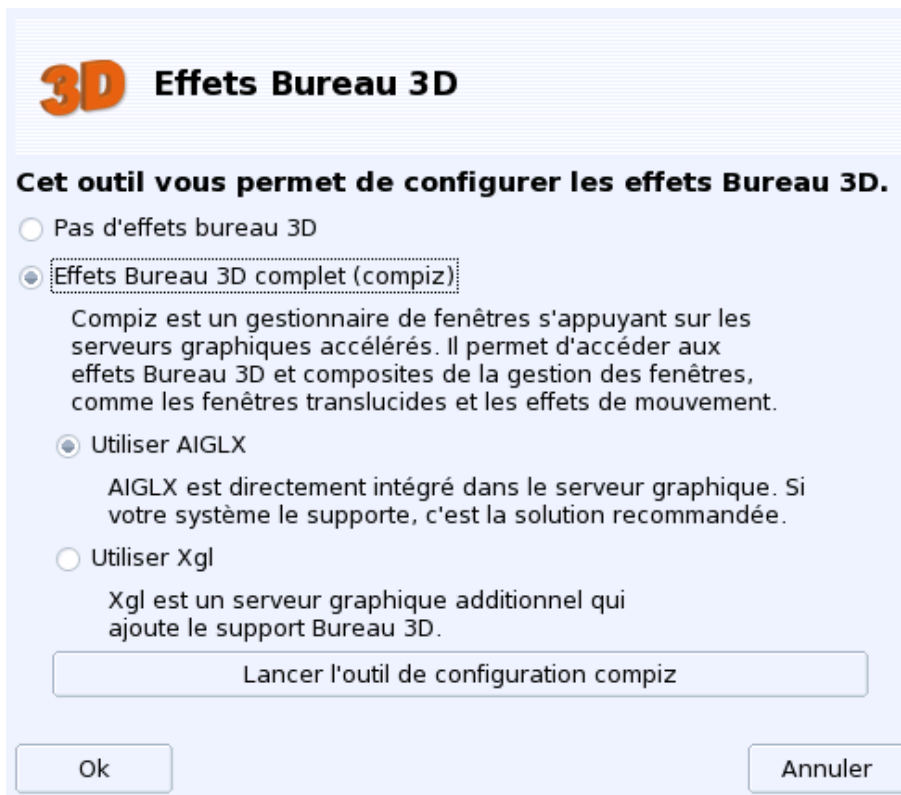 3D
Effets Bureau 3D
Cet outil vous permet de configurer les effets Bureau 3D.
Pas d'effets bureau 3D
Effets Bureau 3D complet (compiz)
Compiz est un gestionnaire de fenêtres s'appuyant sur les
serveurs graphiques accélérés. Il permet d'accéder aux
effets Bureau 3D et composites de la gestion des fenêtres,
comme les fenêtres translucides et les effets de mouvement.
Utiliser AIGLX
AIGLX est directement intégré dans le serveur graphique. Si
votre système le supporte, c'est la solution recommandée.
Utiliser Xgl
Xgl est un serveur graphique additionnel qui
ajoute le support Bureau 3D.
Lancer l'outil de configuration compiz
Ok
Annuler